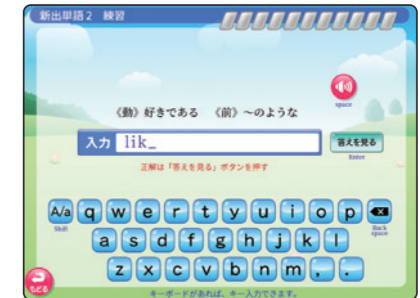 新出単語2 練習
space
《動》好きである 《前》~のような
入力 lik_
答えを見る
Enter
正解は「答えを見る」ボタンを押す
A/a q w e r t y u i o p
Shift
Back space
a s d f g h j k l
z x c v b n m , .
もどる
キーボードがあれば、キー入力できます。